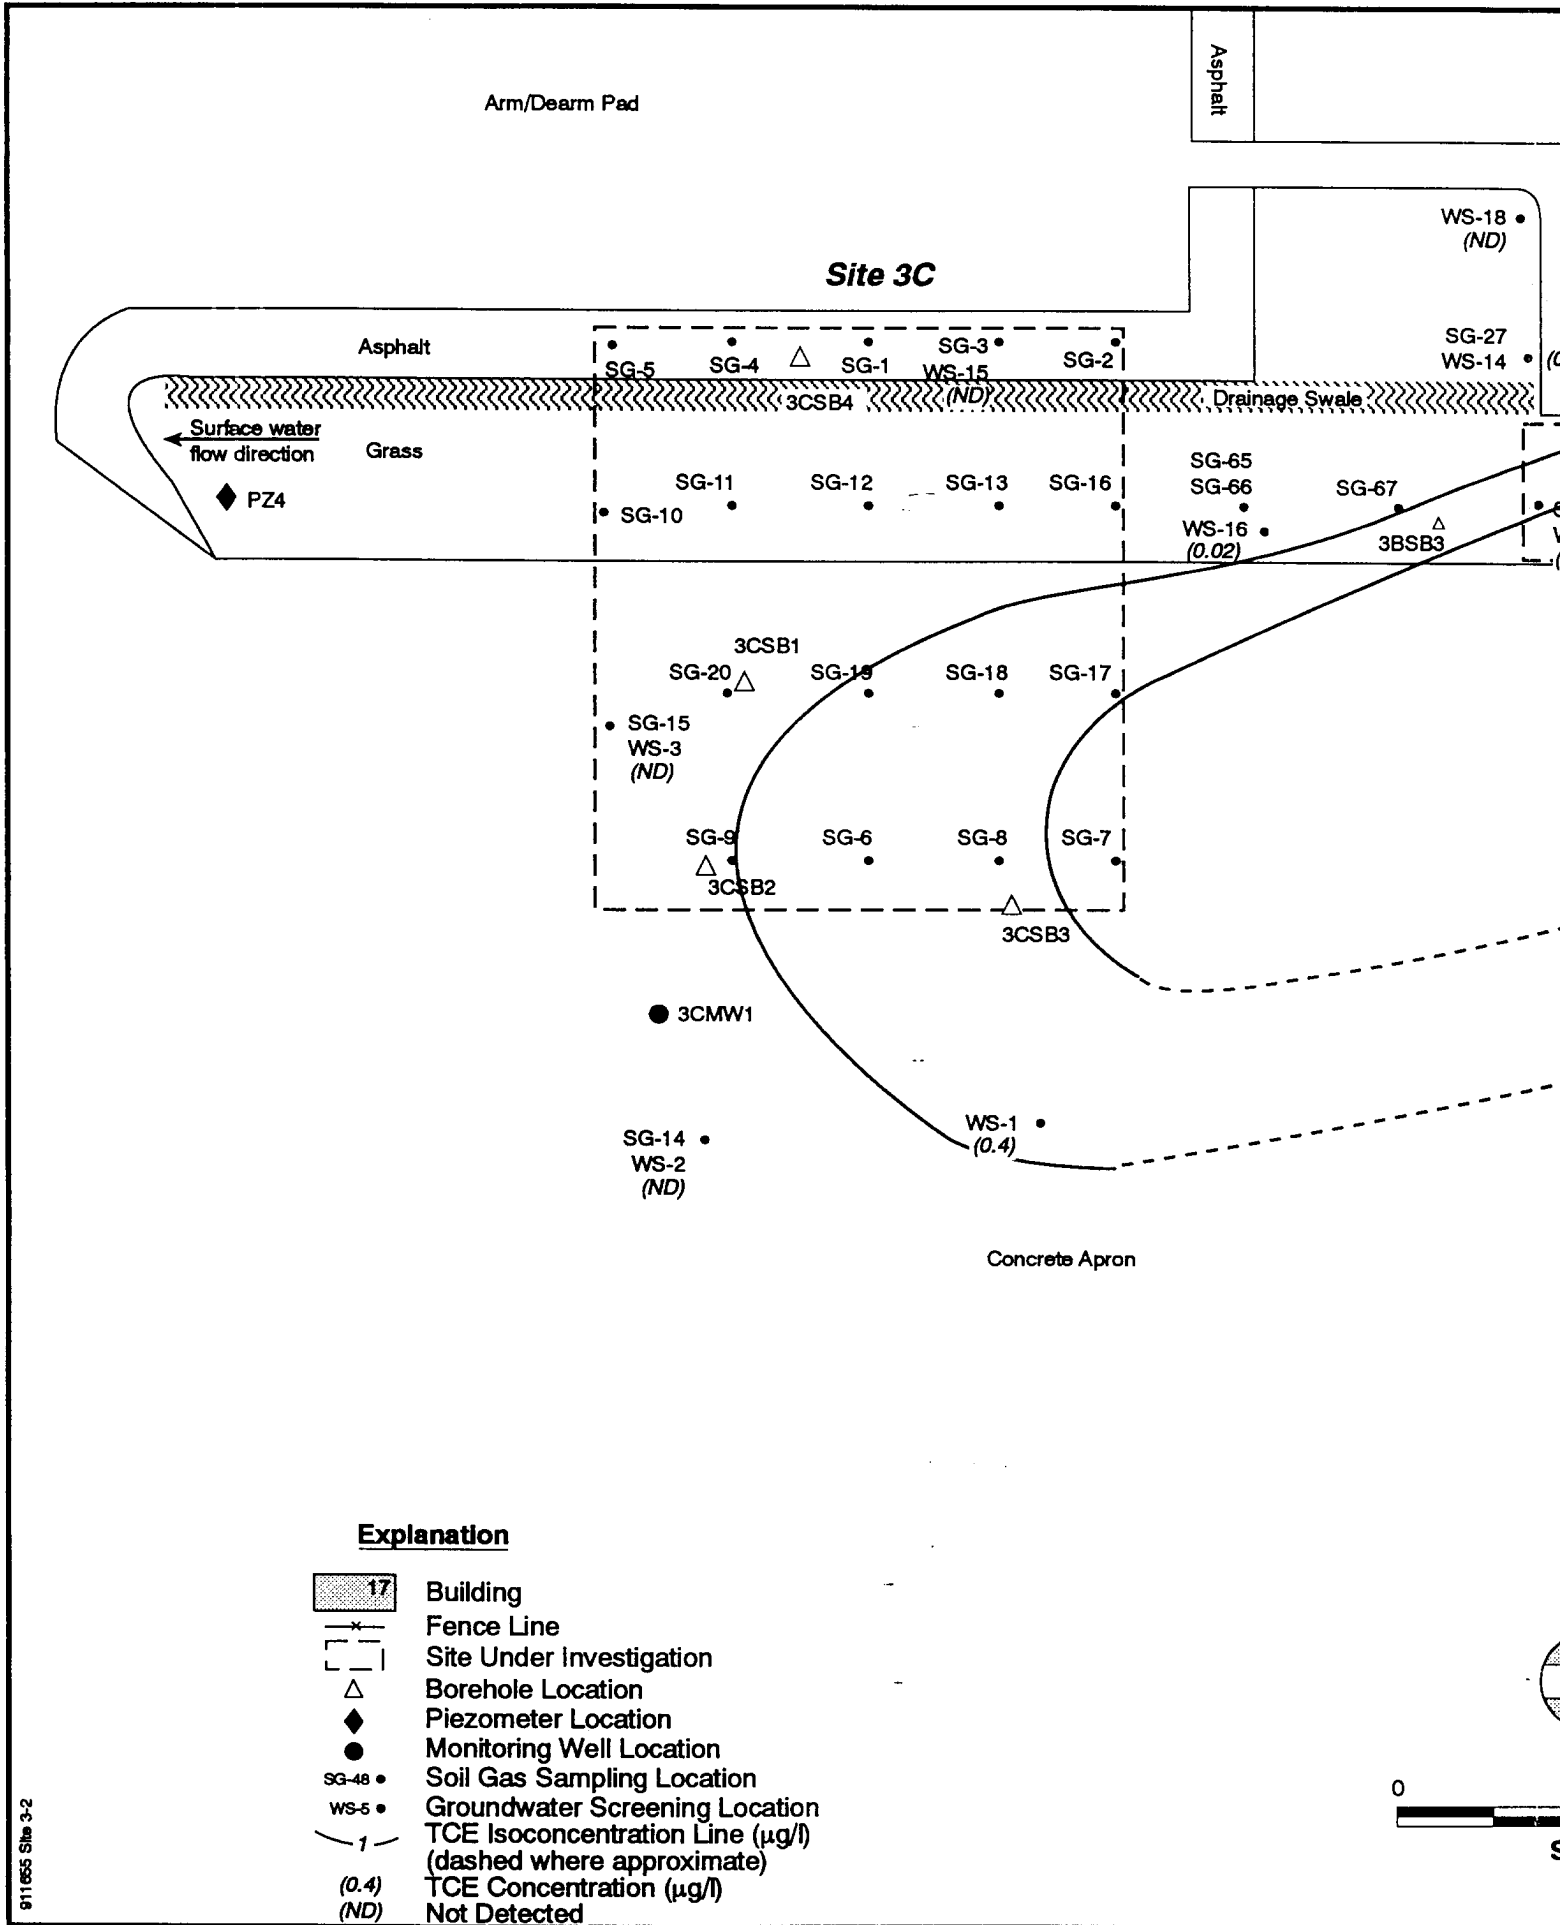 Asphalt
Arm/Dearm Pad
WS-18
(ND)
Site 3C
Asphalt
SG-5
SG-4
SG-1
SG-3
WS-15
(ND)
SG-2
SG-27
WS-14
3CSB4
Drainage Swale
Surface water
flow direction
Grass
PZ4
SG-10
SG-11
SG-12
SG-13
SG-16
SG-65
SG-66
WS-16
(0.02)
SG-67
3BSB3
3CSB1
SG-20
SG-19
SG-18
SG-17
SG-15
WS-3
(ND)
SG-9
3CSB2
SG-6
SG-8
SG-7
3CSB3
3CMW1
WS-1
(0.4)
SG-14
WS-2
(ND)
Concrete Apron
Explanation
17 Building
Fence Line
Site Under Investigation
Borehole Location
Piezometer Location
Monitoring Well Location
SG-48 Soil Gas Sampling Location
WS-5 Groundwater Screening Location
1 TCE Isoconcentration Line (µg/l)
(dashed where approximate)
(0.4) TCE Concentration (µg/l)
(ND) Not Detected
0
911655 Site 3-2